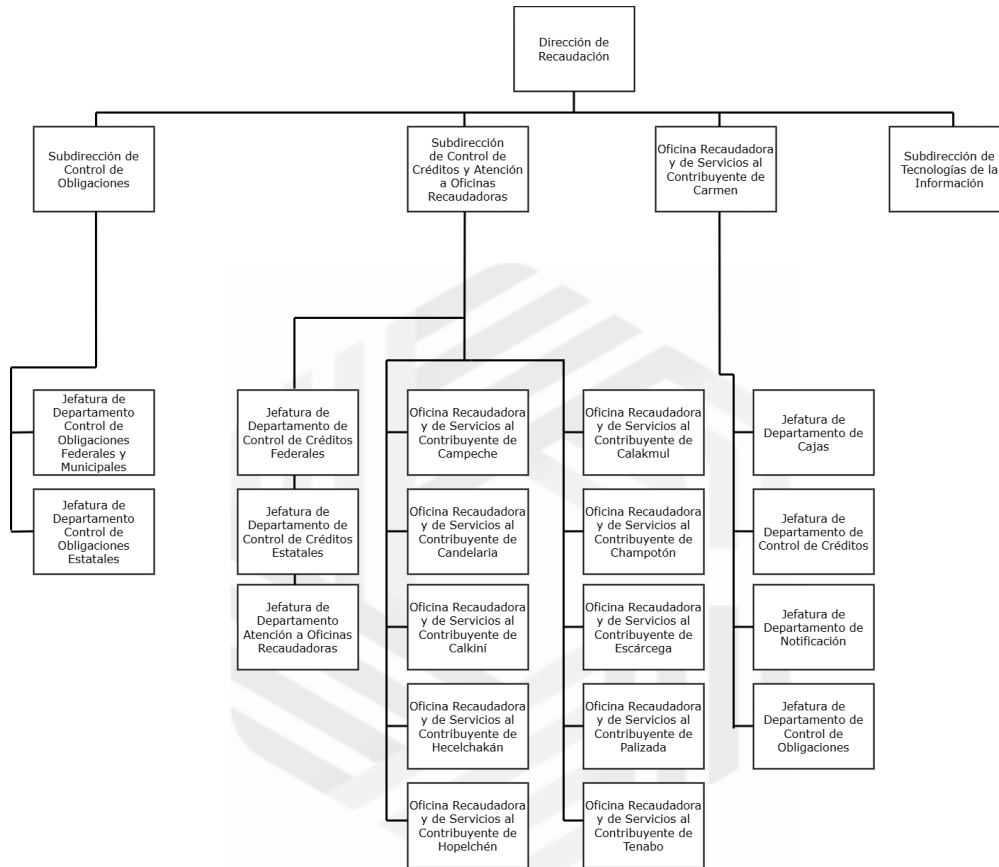 Dirección de
Recaudación
Subdirección de
Control de
Obligaciones
Subdirección
de Control de
Créditos y Atención
a Oficinas
Recaudadoras
Oficina Recaudadora
y de Servicios al
Contribuyente de
Carmen
Subdirección de
Tecnologías de la
Información
Jefatura de
Departamento
Control de
Obligaciones
Federales y
Municipales
Jefatura de
Departamento de
Control de Créditos
Federales
Oficina Recaudadora
y de Servicios al
Contribuyente de
Campeche
Oficina Recaudadora
y de Servicios al
Contribuyente de
Calakmul
Jefatura de
Departamento de
Cajas
Jefatura de
Departamento
Control de
Obligaciones
Estatales
Jefatura de
Departamento de
Control de Créditos
Estatales
Oficina Recaudadora
y de Servicios al
Contribuyente de
Candelaria
Oficina Recaudadora
y de Servicios al
Contribuyente de
Champotón
Jefatura de
Departamento de
Control de Créditos
Jefatura de
Departamento
Atención a Oficinas
Recaudadoras
Oficina Recaudadora
y de Servicios al
Contribuyente de
Calkiní
Oficina Recaudadora
y de Servicios al
Contribuyente de
Escárcega
Jefatura de
Departamento de
Notificación
Oficina Recaudadora
y de Servicios al
Contribuyente de
Hecelchakán
Oficina Recaudadora
y de Servicios al
Contribuyente de
Palizada
Jefatura de
Departamento de
Control de
Obligaciones
Oficina Recaudadora
y de Servicios al
Contribuyente de
Hopelchén
Oficina Recaudadora
y de Servicios al
Contribuyente de
Tenabo